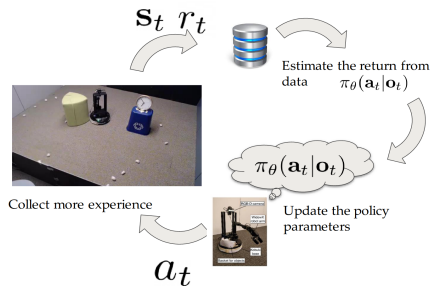 s_t r_t
Estimate the return from
data π_θ(a_t|o_t)
π_θ(a_t|o_t)
Collect more experience
Update the policy
parameters
a_t